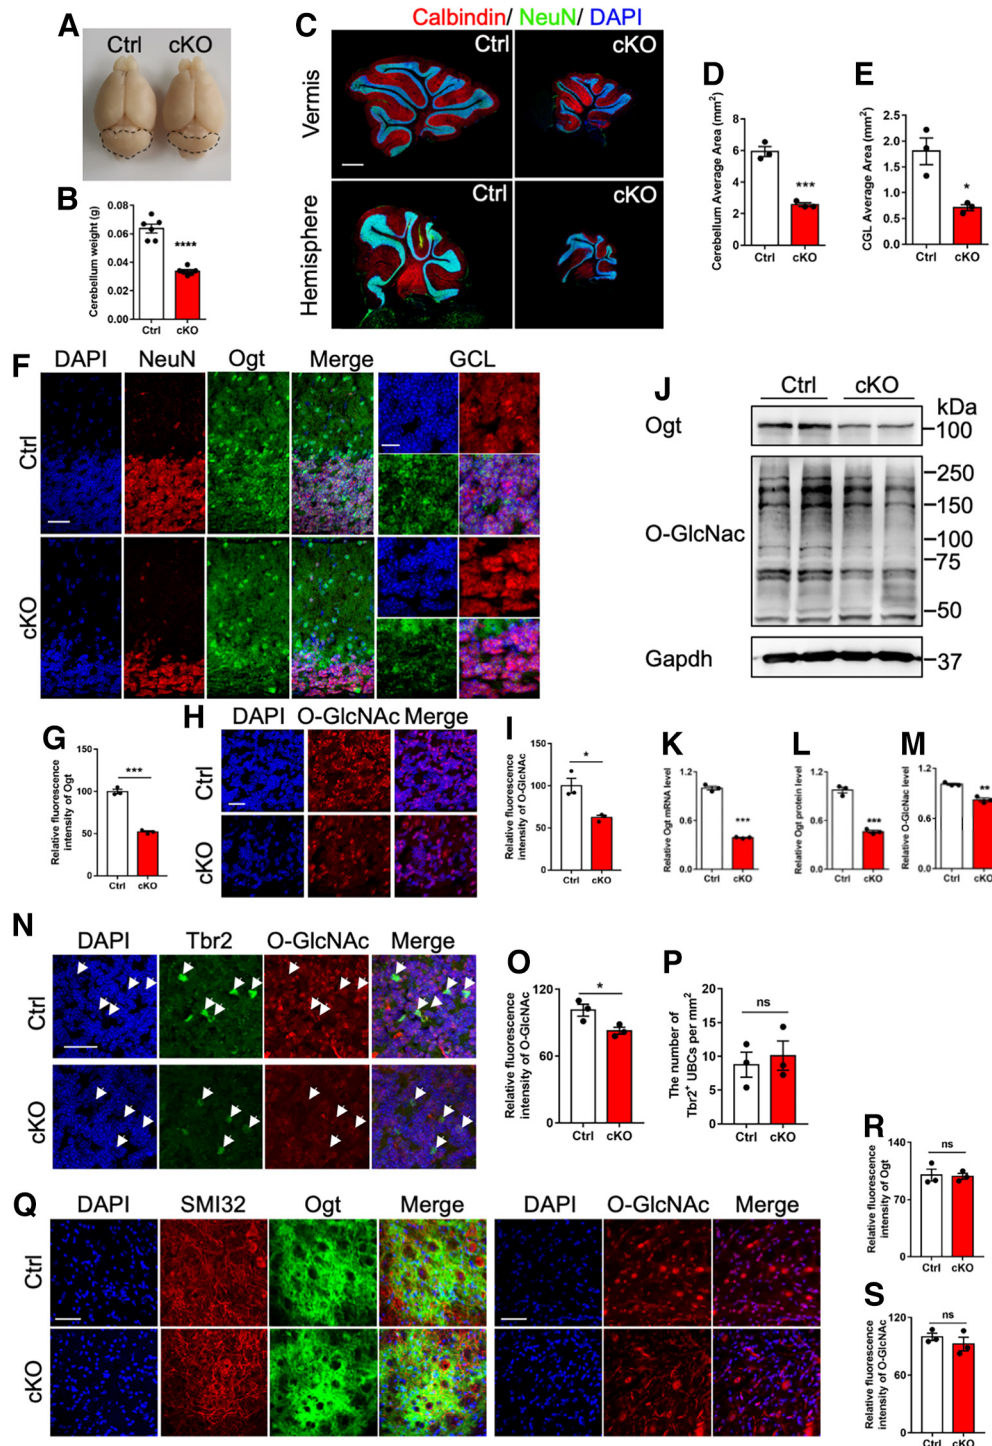 A
Ctrl cKO
B
Cerebellum weight (g)
0.08
0.06
0.04
0.02
0.00
****
Ctrl cKO
C
Calbindin/ NeuN/ DAPI
Vermis
Ctrl
cKO
Hemisphere
Ctrl
cKO
D
Cerebellum Average Area (mm2)
8
6
4
2
0
***
Ctrl cKO
E
CGL Average Area (mm2)
2.5
2.0
1.5
1.0
0.5
0.0
*
Ctrl cKO
F
DAPI NeuN Ogt Merge GCL
Ctrl
cKO
G
Relative fluorescence
intensity of Ogt
150
100
50
0
***
Ctrl cKO
H
DAPI O-GlcNAc Merge
Ctrl
cKO
I
Relative fluorescence
intensity of O-GlcNAc
150
100
50
0
*
Ctrl cKO
J
Ctrl cKO
kDa
Ogt
100
O-GlcNac
250
150
100
75
50
Gapdh
37
K
Relative Ogt mRNA level
1.2
0.6
0.0
***
Ctrl cKO
L
Relative Ogt protein level
1.2
0.6
0.0
***
Ctrl cKO
M
Relative O-GlcNac level
1.2
0.8
0.4
0.0
**
Ctrl cKO
N
DAPI Tbr2 O-GlcNAc Merge
Ctrl
cKO
O
Relative fluorescence
intensity of O-GlcNAc
120
60
0
*
Ctrl cKO
P
The number of
Tbr2+ UBCs per mm2
20
15
10
5
0
ns
Ctrl cKO
Q
DAPI SMI32 Ogt Merge DAPI O-GlcNAc Merge
Ctrl
cKO
R
Relative fluorescence
intensity of Ogt
140
70
0
ns
Ctrl cKO
S
Relative fluorescence
intensity of O-GlcNAc
120
60
0
ns
Ctrl cKO